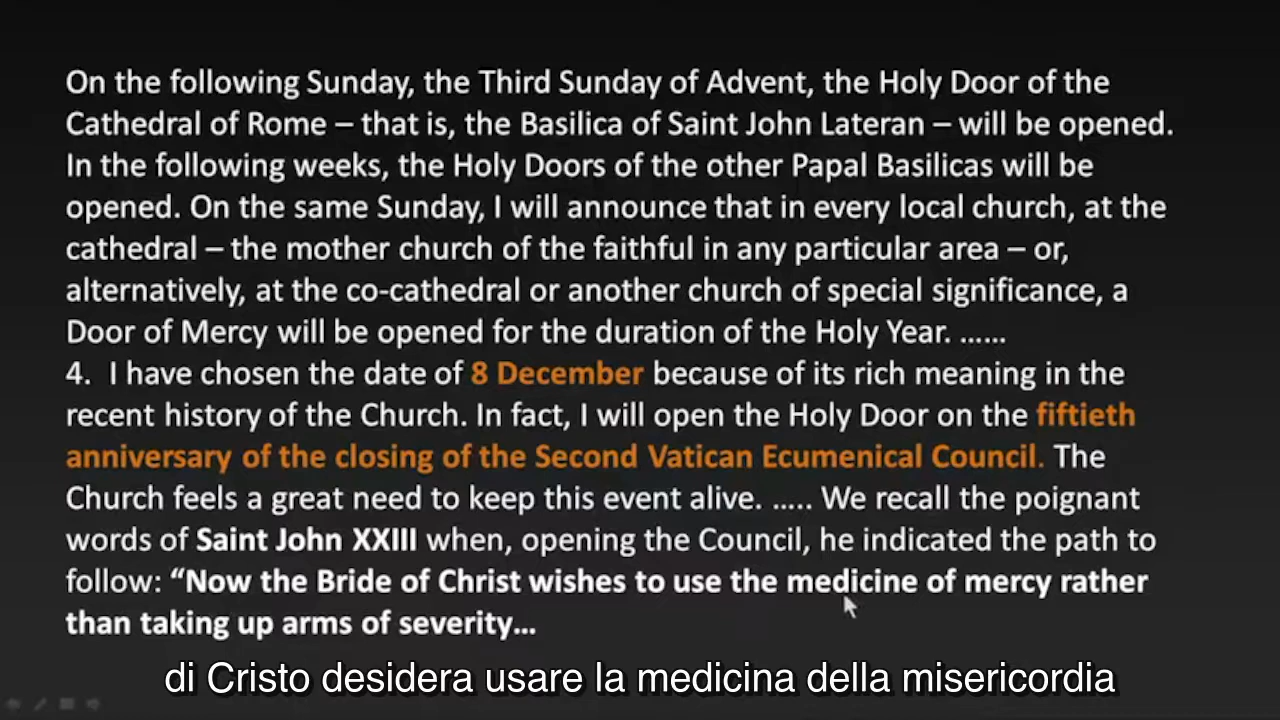 On the following Sunday, the Third Sunday of Advent, the Holy Door of the
Cathedral of Rome – that is, the Basilica of Saint John Lateran – will be opened.
In the following weeks, the Holy Doors of the other Papal Basilicas will be
opened. On the same Sunday, I will announce that in every local church, at the
cathedral – the mother church of the faithful in any particular area – or,
alternatively, at the co-cathedral or another church of special significance, a
Door of Mercy will be opened for the duration of the Holy Year. ......
4.  I have chosen the date of 8 December because of its rich meaning in the
recent history of the Church. In fact, I will open the Holy Door on the fiftieth
anniversary of the closing of the Second Vatican Ecumenical Council. The
Church feels a great need to keep this event alive. ..... We recall the poignant
words of Saint John XXIII when, opening the Council, he indicated the path to
follow: “Now the Bride of Christ wishes to use the medicine of mercy rather
than taking up arms of severity...
di Cristo desidera usare la medicina della misericordia